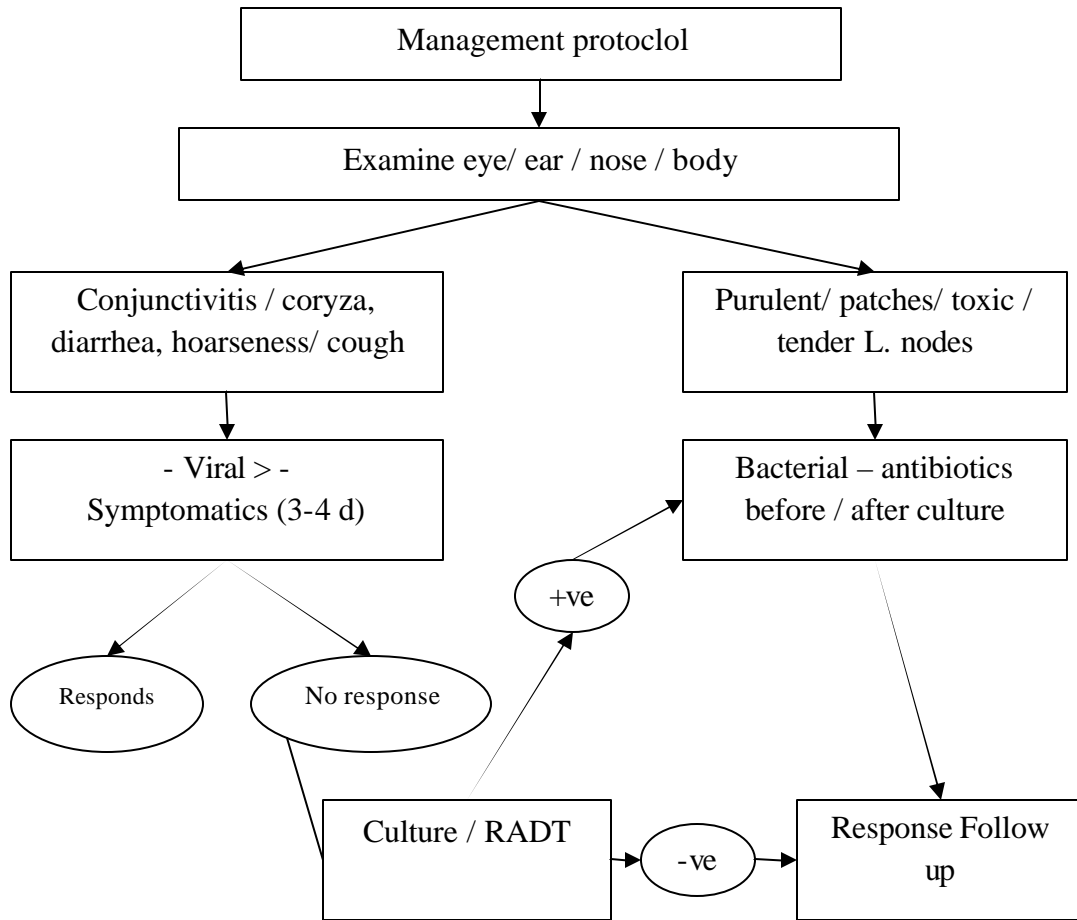 Management protoclol
Examine eye/ ear / nose / body
Conjunctivitis / coryza,
diarrhea, hoarseness/ cough
Purulent/ patches/ toxic /
tender L. nodes
- Viral > -
Symptomatics (3-4 d)
Bacterial – antibiotics
before / after culture
+ve
Responds
No response
Culture / RADT
-ve
Response Follow
up